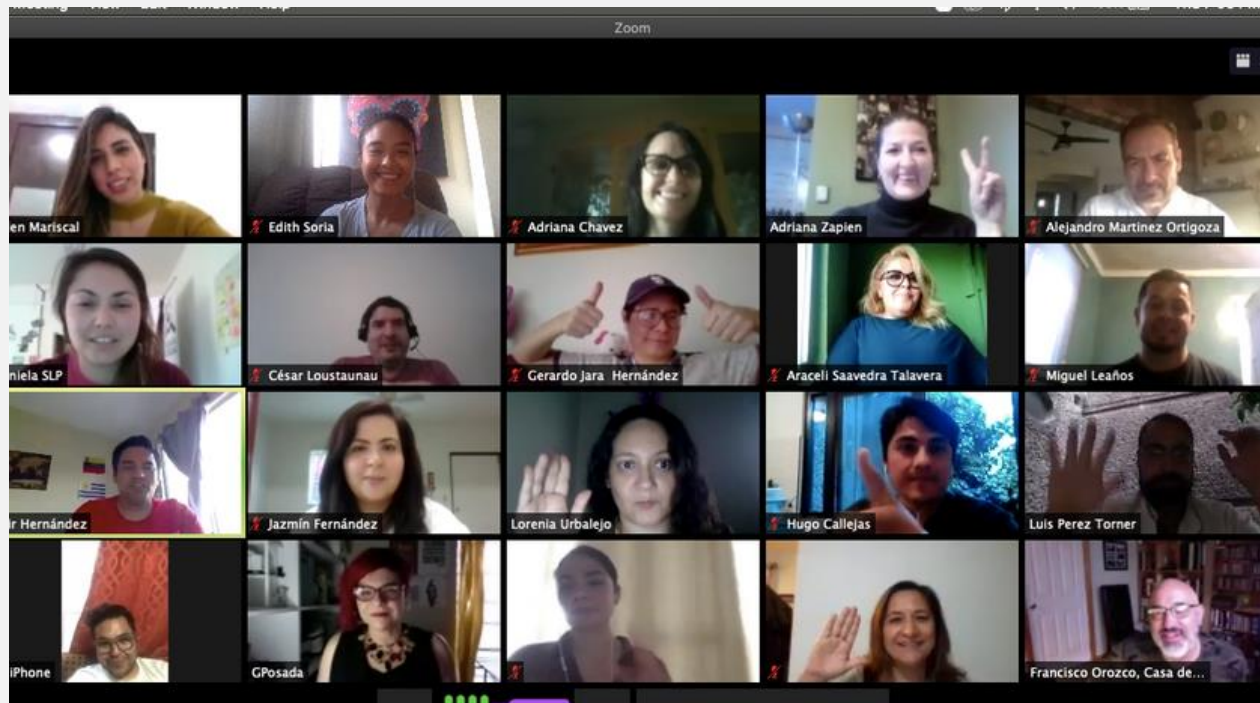 Zoom
en Mariscal
Edith Soria
Adriana Chavez
Adriana Zapien
Alejandro Martinez Ortigoza
niela SLP
César Loustaunau
Gerardo Jara Hernández
Araceli Saavedra Talavera
Miguel Leaños
ir Hernández
Jazmín Fernández
Lorenia Urbalejo
Hugo Callejas
Luis Perez Torner
iPhone
GPosada
Francisco Orozco, Casa de...